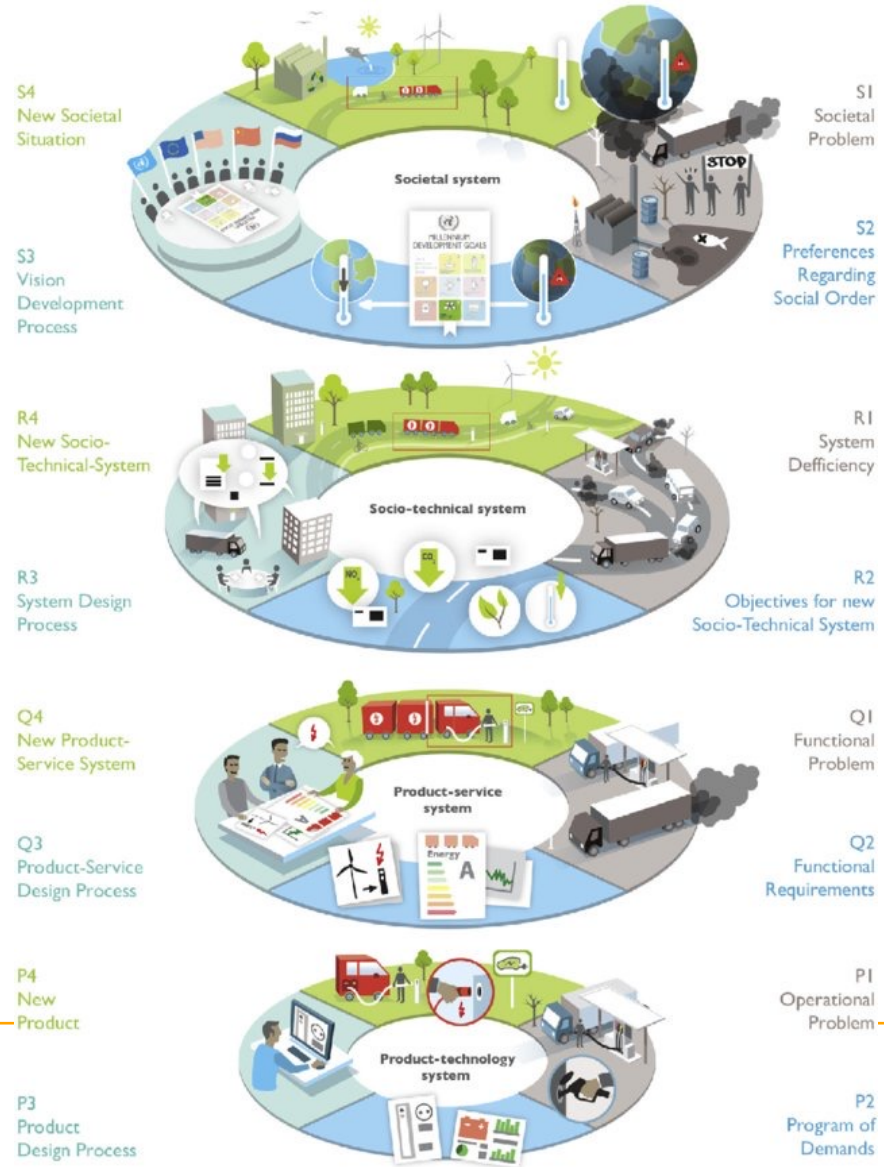 S4
New Societal
Situation
S3
Vision
Development
Process
S1
Societal
Problem
S2
Preferences
Regarding
Social Order
Societal system
STOP
MILLENNIUM
DEVELOPMENT GOALS
R4
New Socio-
Technical-System
R3
System Design
Process
R1
System
Defficiency
R2
Objectives for new
Socio-Technical System
Socio-technical system
CO₂
Q4
New Product-
Service System
Q3
Product-Service
Design Process
Q1
Functional
Problem
Q2
Functional
Requirements
Product-service
system
Energy
A
A
P4
New
Product
P3
Product
Design Process
P1
Operational
Problem
P2
Program of
Demands
Product-technology
system